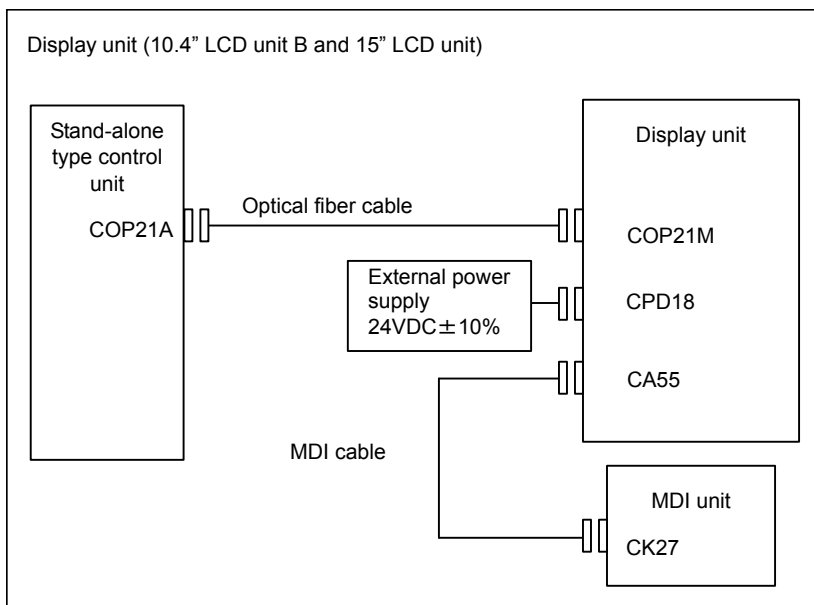 Display unit (10.4” LCD unit B and 15” LCD unit)
Stand-alone
type control
unit
COP21A
Optical fiber cable
Display unit
COP21M
External power
supply
24VDC±10%
CPD18
CA55
MDI cable
MDI unit
CK27